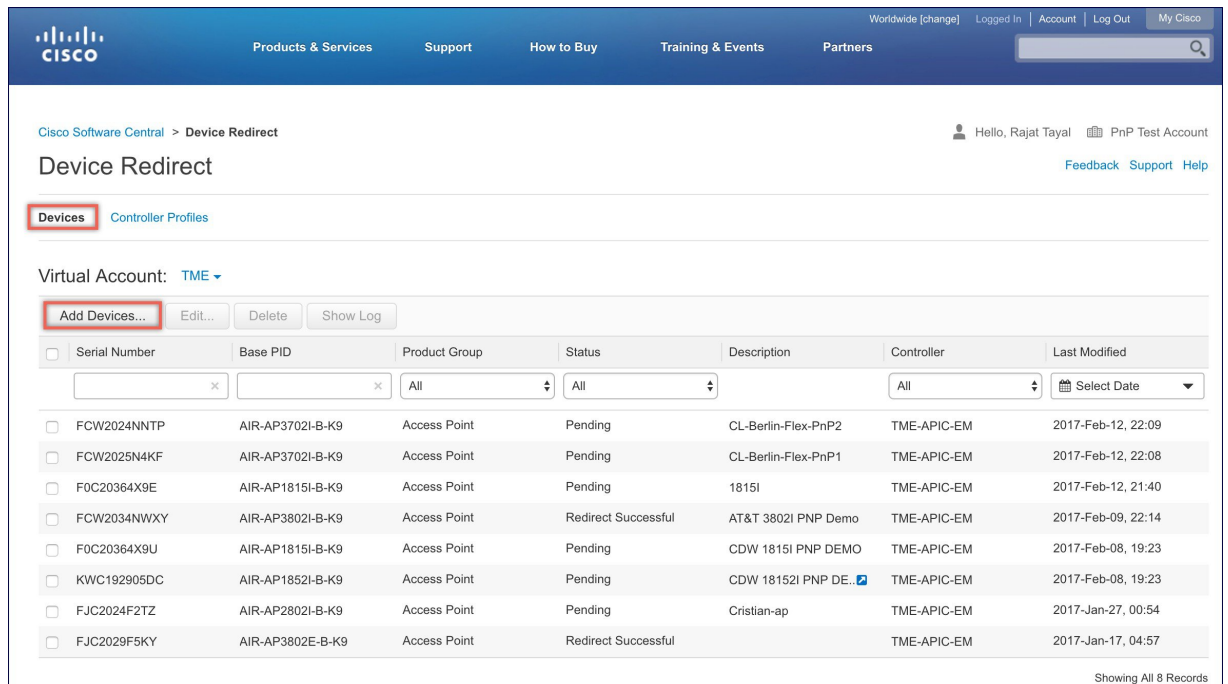 Worldwide [change] Logged In Account Log Out My Cisco
CISCO
Products & Services Support How to Buy Training & Events Partners
Cisco Software Central > Device Redirect
Hello, Rajat Tayal PnP Test Account
Device Redirect
Feedback Support Help
Devices Controller Profiles
Virtual Account: TME
Add Devices... Edit... Delete Show Log
Serial Number Base PID Product Group Status Description Controller Last Modified
All All All Select Date
FCW2024NNTP AIR-AP3702I-B-K9 Access Point Pending CL-Berlin-Flex-PnP2 TME-APIC-EM 2017-Feb-12, 22:09
FCW2025N4KF AIR-AP3702I-B-K9 Access Point Pending CL-Berlin-Flex-PnP1 TME-APIC-EM 2017-Feb-12, 22:08
F0C20364X9E AIR-AP1815I-B-K9 Access Point Pending 1815I TME-APIC-EM 2017-Feb-12, 21:40
FCW2034NWXY AIR-AP3802I-B-K9 Access Point Redirect Successful AT&T 3802I PNP Demo TME-APIC-EM 2017-Feb-09, 22:14
F0C20364X9U AIR-AP1815I-B-K9 Access Point Pending CDW 1815I PNP DEMO TME-APIC-EM 2017-Feb-08, 19:23
KWC192905DC AIR-AP1852I-B-K9 Access Point Pending CDW 18152I PNP DE.. TME-APIC-EM 2017-Feb-08, 19:23
FJC2024F2TZ AIR-AP2802I-B-K9 Access Point Pending Cristian-ap TME-APIC-EM 2017-Jan-27, 00:54
FJC2029F5KY AIR-AP3802E-B-K9 Access Point Redirect Successful TME-APIC-EM 2017-Jan-17, 04:57
Showing All 8 Records